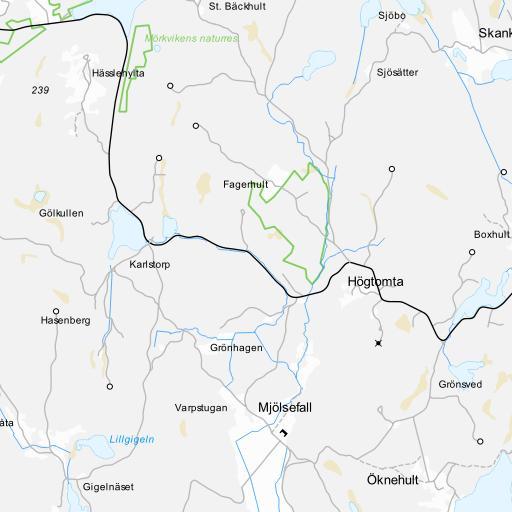 St. Bäckhult
Sjöbo
Mörkvikens naturres
Skank
Hässlehylta
Sjösätter
239
Fagerhult
Gölkullen
Boxhult
Karlstorp
Högtomta
Hasenberg
Grönhagen
Grönsved
Varpstugan
Mjölsefall
åta
Lillgigeln
Öknehult
Gigelnäset